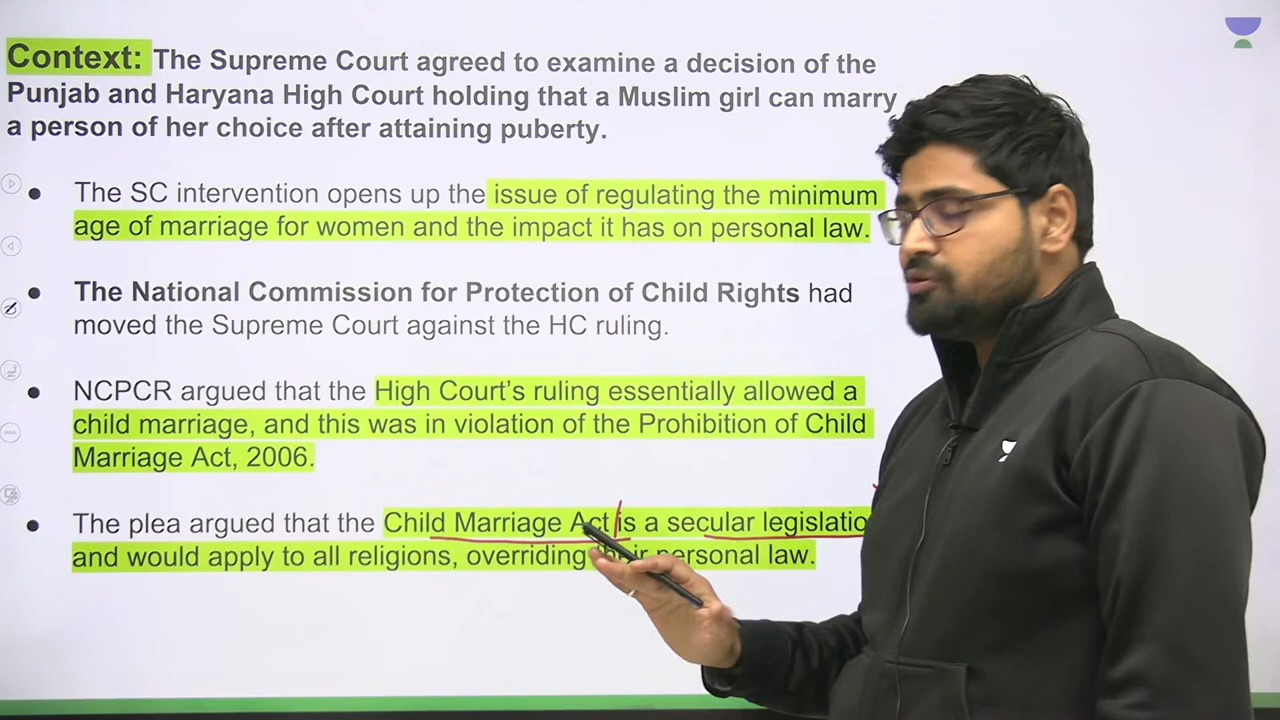 Context: The Supreme Court agreed to examine a decision of the
Punjab and Haryana High Court holding that a Muslim girl can marry
a person of her choice after attaining puberty.
● The SC intervention opens up the issue of regulating the minimum
age of marriage for women and the impact it has on personal law.
● The National Commission for Protection of Child Rights had
moved the Supreme Court against the HC ruling.
● NCPCR argued that the High Court's ruling essentially allowed a
child marriage, and this was in violation of the Prohibition of Child
Marriage Act, 2006.
● The plea argued that the Child Marriage Act is a secular legislatio
and would apply to all religions, overriding their personal law.